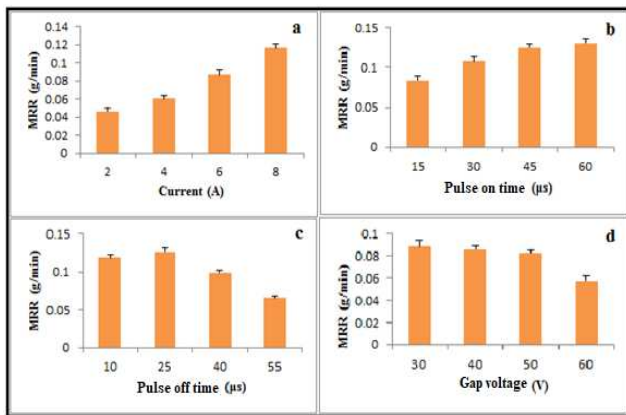 a
MRR (g/min)
0.14
0.12
0.1
0.08
0.06
0.04
0.02
0
2 4 6 8
Current (A)
b
MRR (g/min)
0.15
0.1
0.05
0
15 30 45 60
Pulse on time (µs)
c
MRR (g/min)
0.15
0.1
0.05
0
10 25 40 55
Pulse off time (µs)
d
MRR (g/min)
0.1
0.08
0.06
0.04
0.02
0
30 40 50 60
Gap voltage (V)